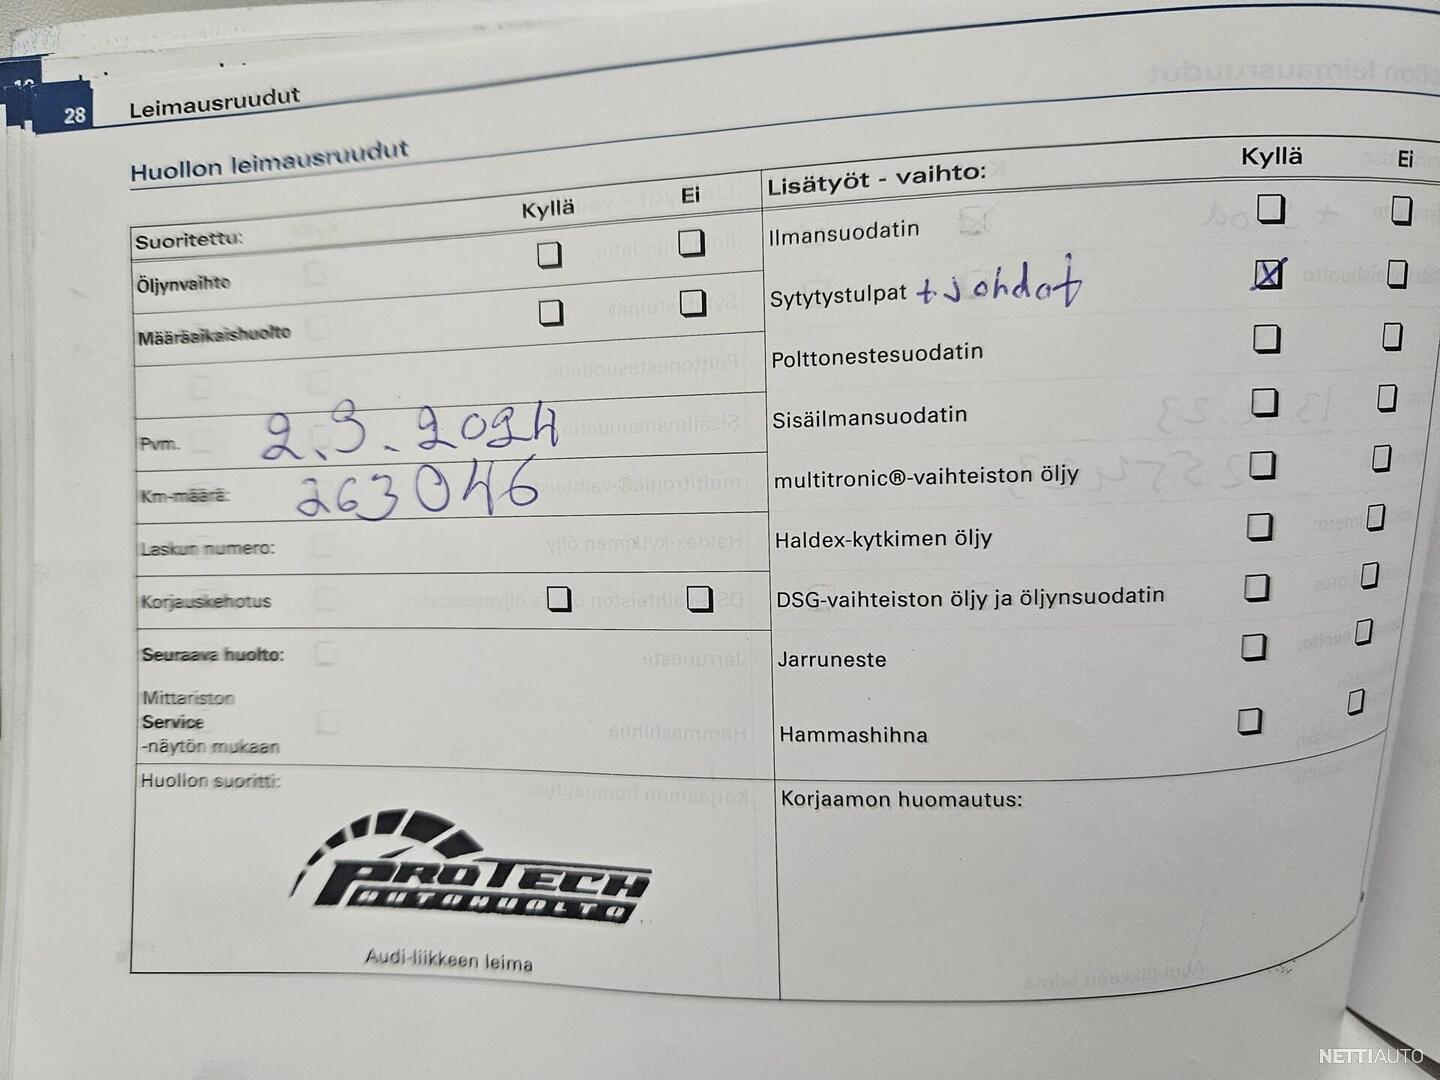 28
Leimausruudut
Huollon leimausruudut
Kyllä Ei
Suoritettu:
Öljynvaihto
Määräaikaishuolto
Pvm. 2.9.2024
Km-määrä: 263046
Laskun numero:
Korjauskehotus
Seuraava huolto:
Mittariston
Service
-näytön mukaan
Huollon suoritti:
PROTECH
AUTOHUOLTO
Audi-liikkeen leima
Lisätyöt - vaihto: Kyllä Ei
Ilmansuodatin
Sytytystulpat + johdot X
Polttonestesuodatin
Sisäilmansuodatin
multitronic®-vaihteiston öljy
Haldex-kytkimen öljy
DSG-vaihteiston öljy ja öljynsuodatin
Jarruneste
Hammashihna
Korjaamon huomautus:
NETTIAUTO